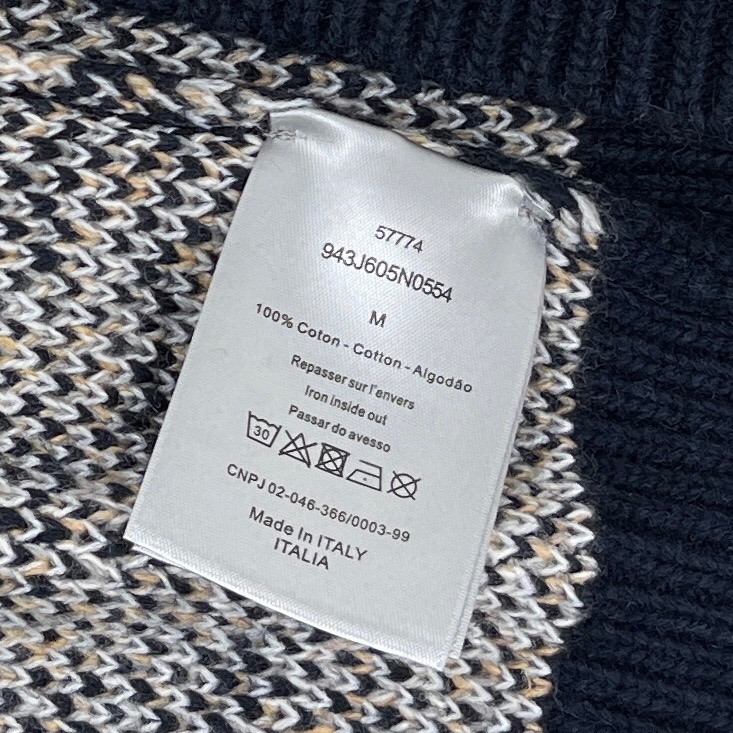 57774
943J605N0554
M
100% Coton - Cotton - Algodão
Repasser sur l'envers
Iron inside out
Passar do avesso
30
CNPJ 02-046-366/0003-99
Made In ITALY
ITALIA